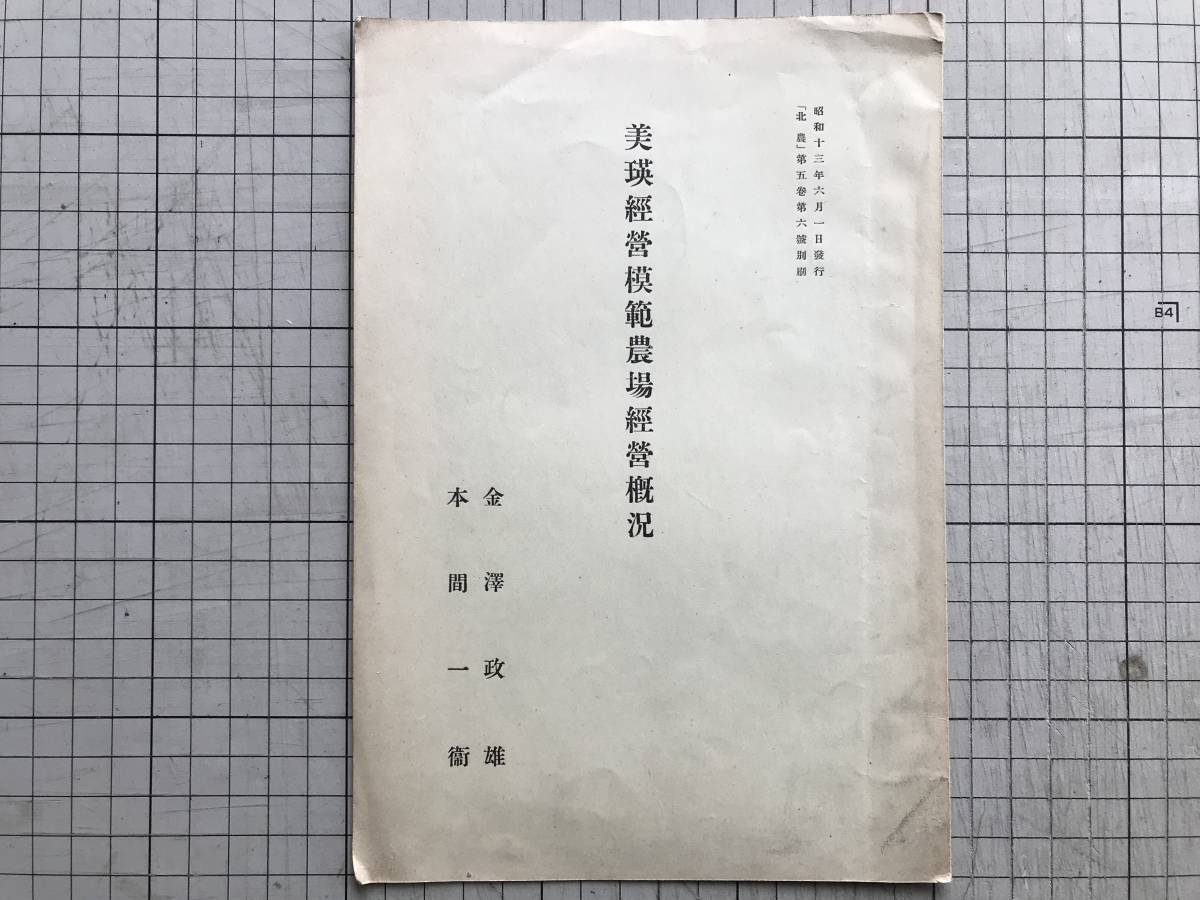 昭和十三年六月一日發行
「北農」第五卷第六號別刷
美瑛經營模範農場經營概況
金澤政雄
本間一衞
B4